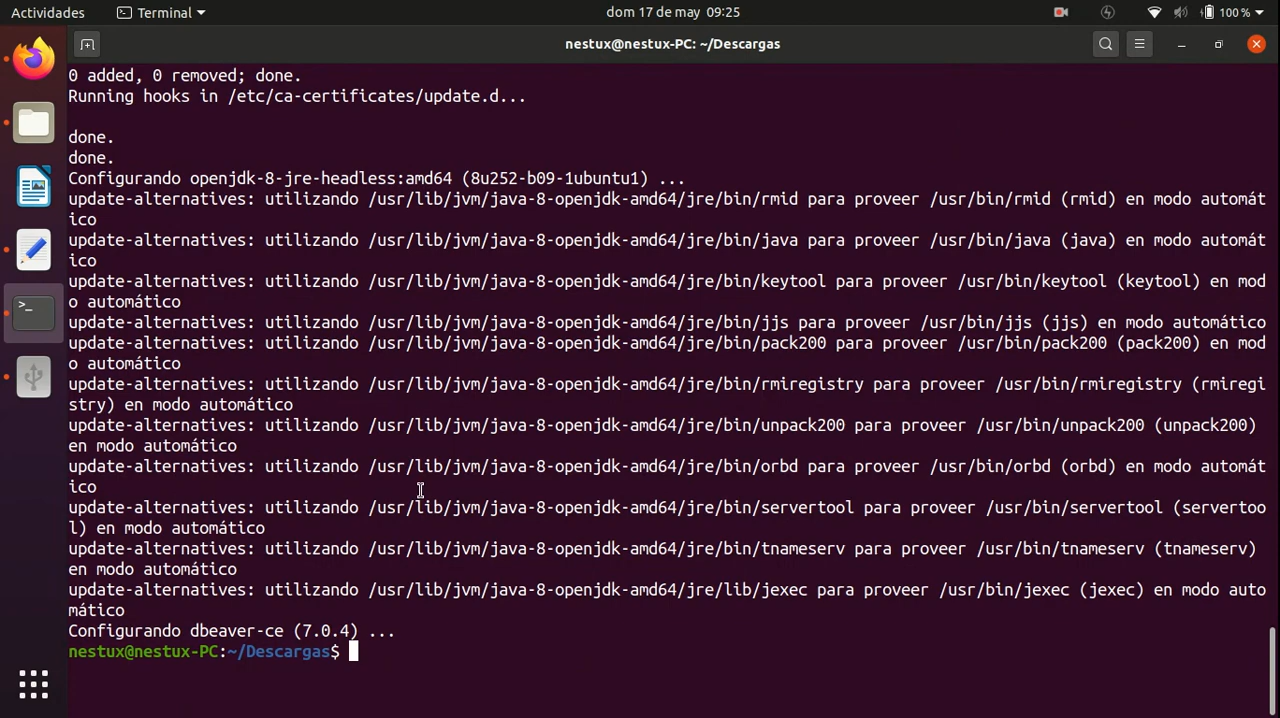 Actividades
Terminal
dom 17 de may 09:25
100 %
nestux@nestux-PC: ~/Descargas
0 added, 0 removed; done.
Running hooks in /etc/ca-certificates/update.d...
done.
done.
Configurando openjdk-8-jre-headless:amd64 (8u252-b09-1ubuntu1) ...
update-alternatives: utilizando /usr/lib/jvm/java-8-openjdk-amd64/jre/bin/rmid para proveer /usr/bin/rmid (rmid) en modo automát
ico
update-alternatives: utilizando /usr/lib/jvm/java-8-openjdk-amd64/jre/bin/java para proveer /usr/bin/java (java) en modo automát
ico
update-alternatives: utilizando /usr/lib/jvm/java-8-openjdk-amd64/jre/bin/keytool para proveer /usr/bin/keytool (keytool) en mod
o automático
update-alternatives: utilizando /usr/lib/jvm/java-8-openjdk-amd64/jre/bin/jjs para proveer /usr/bin/jjs (jjs) en modo automático
update-alternatives: utilizando /usr/lib/jvm/java-8-openjdk-amd64/jre/bin/pack200 para proveer /usr/bin/pack200 (pack200) en mod
o automático
update-alternatives: utilizando /usr/lib/jvm/java-8-openjdk-amd64/jre/bin/rmiregistry para proveer /usr/bin/rmiregistry (rmiregi
stry) en modo automático
update-alternatives: utilizando /usr/lib/jvm/java-8-openjdk-amd64/jre/bin/unpack200 para proveer /usr/bin/unpack200 (unpack200)
en modo automático
update-alternatives: utilizando /usr/lib/jvm/java-8-openjdk-amd64/jre/bin/orbd para proveer /usr/bin/orbd (orbd) en modo automát
ico
update-alternatives: utilizando /usr/lib/jvm/java-8-openjdk-amd64/jre/bin/servertool para proveer /usr/bin/servertool (servertoo
l) en modo automático
update-alternatives: utilizando /usr/lib/jvm/java-8-openjdk-amd64/jre/bin/tnameserv para proveer /usr/bin/tnameserv (tnameserv)
en modo automático
update-alternatives: utilizando /usr/lib/jvm/java-8-openjdk-amd64/jre/lib/jexec para proveer /usr/bin/jexec (jexec) en modo auto
mático
Configurando dbeaver-ce (7.0.4) ...
nestux@nestux-PC:~/Descargas$